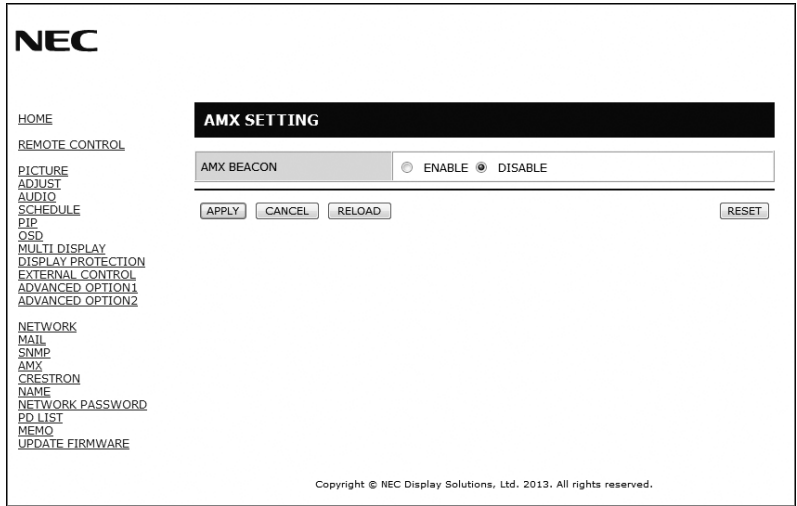 NEC
HOME
REMOTE CONTROL
PICTURE
ADJUST
AUDIO
SCHEDULE
PIP
OSD
MULTI DISPLAY
DISPLAY PROTECTION
EXTERNAL CONTROL
ADVANCED OPTION1
ADVANCED OPTION2
NETWORK
MAIL
SNMP
AMX
CRESTRON
NAME
NETWORK PASSWORD
PD LIST
MEMO
UPDATE FIRMWARE
AMX SETTING
AMX BEACON ENABLE DISABLE
APPLY CANCEL RELOAD RESET
Copyright © NEC Display Solutions, Ltd. 2013. All rights reserved.